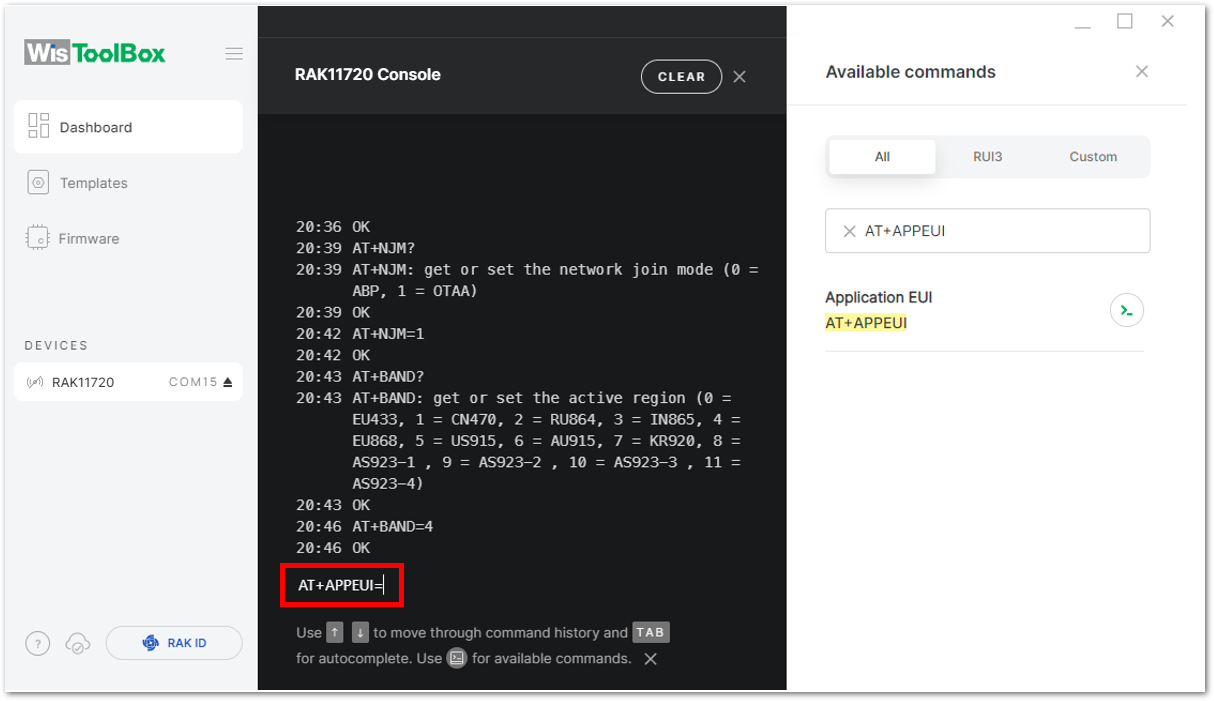 WisToolBox
Dashboard
Templates
Firmware
DEVICES
RAK11720 COM15
?
RAK ID
RAK11720 Console
CLEAR
20:36 OK
20:39 AT+NJM?
20:39 AT+NJM: get or set the network join mode (0 =
ABP, 1 = OTAA)
20:39 OK
20:42 AT+NJM=1
20:42 OK
20:43 AT+BAND?
20:43 AT+BAND: get or set the active region (0 =
EU433, 1 = CN470, 2 = RU864, 3 = IN865, 4 =
EU868, 5 = US915, 6 = AU915, 7 = KR920, 8 =
AS923-1 , 9 = AS923-2 , 10 = AS923-3 , 11 =
AS923-4)
20:43 OK
20:46 AT+BAND=4
20:46 OK
AT+APPEUI=
Use ↑ ↓ to move through command history and TAB
for autocomplete. Use for available commands.
Available commands
All RUI3 Custom
AT+APPEUI
Application EUI
AT+APPEUI